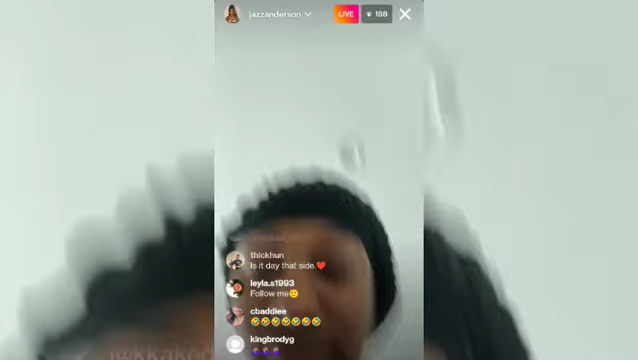 jazzanderson
LIVE
188
thickhun
Is it day that side.❤️
leyla.s1993
Follow me🙂
cbaddiee
🤣🤣🤣🤣🤣🤣🤣
kingbrodyg